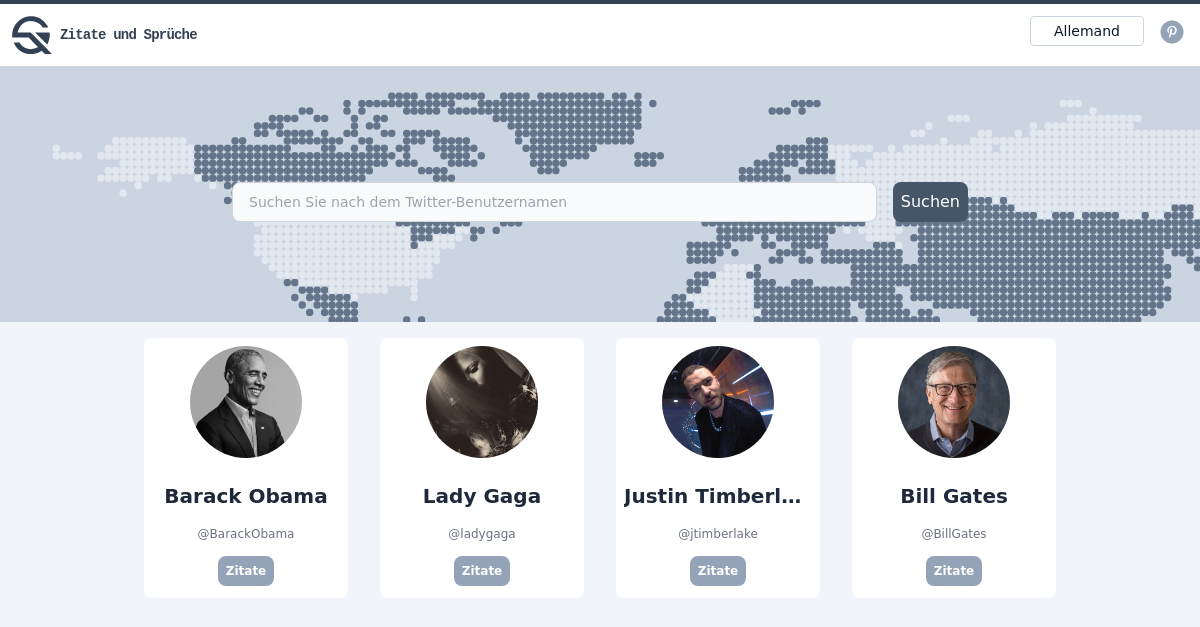 Zitate und Sprüche
Allemand
Suchen Sie nach dem Twitter-Benutzernamen
Suchen
Barack Obama
@BarackObama
Zitate
Lady Gaga
@ladygaga
Zitate
Justin Timberl...
@jtimberlake
Zitate
Bill Gates
@BillGates
Zitate